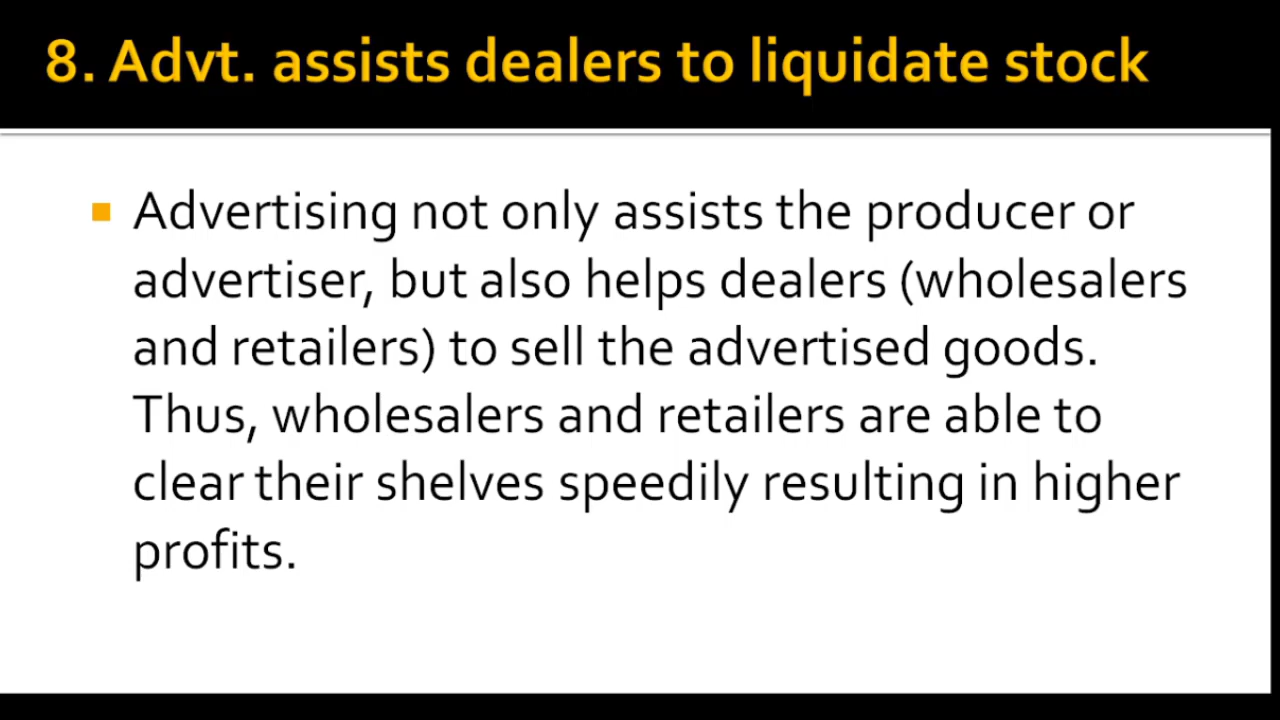 8. Advt. assists dealers to liquidate stock
Advertising not only assists the producer or
advertiser, but also helps dealers (wholesalers
and retailers) to sell the advertised goods.
Thus, wholesalers and retailers are able to
clear their shelves speedily resulting in higher
profits.